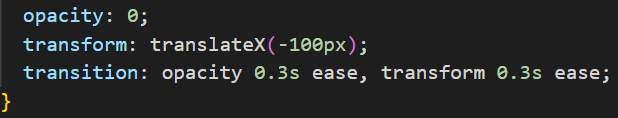 opacity: 0;
transform: translateX(-100px);
transition: opacity 0.3s ease, transform 0.3s ease;
}